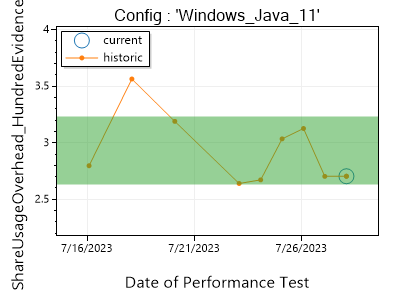 Config : 'Windows_Java_11'
current
historic
4
3.5
3
2.5
7/16/2023
7/21/2023
7/26/2023
Date of Performance Test
ShareUsageOverhead_HundredEvidence